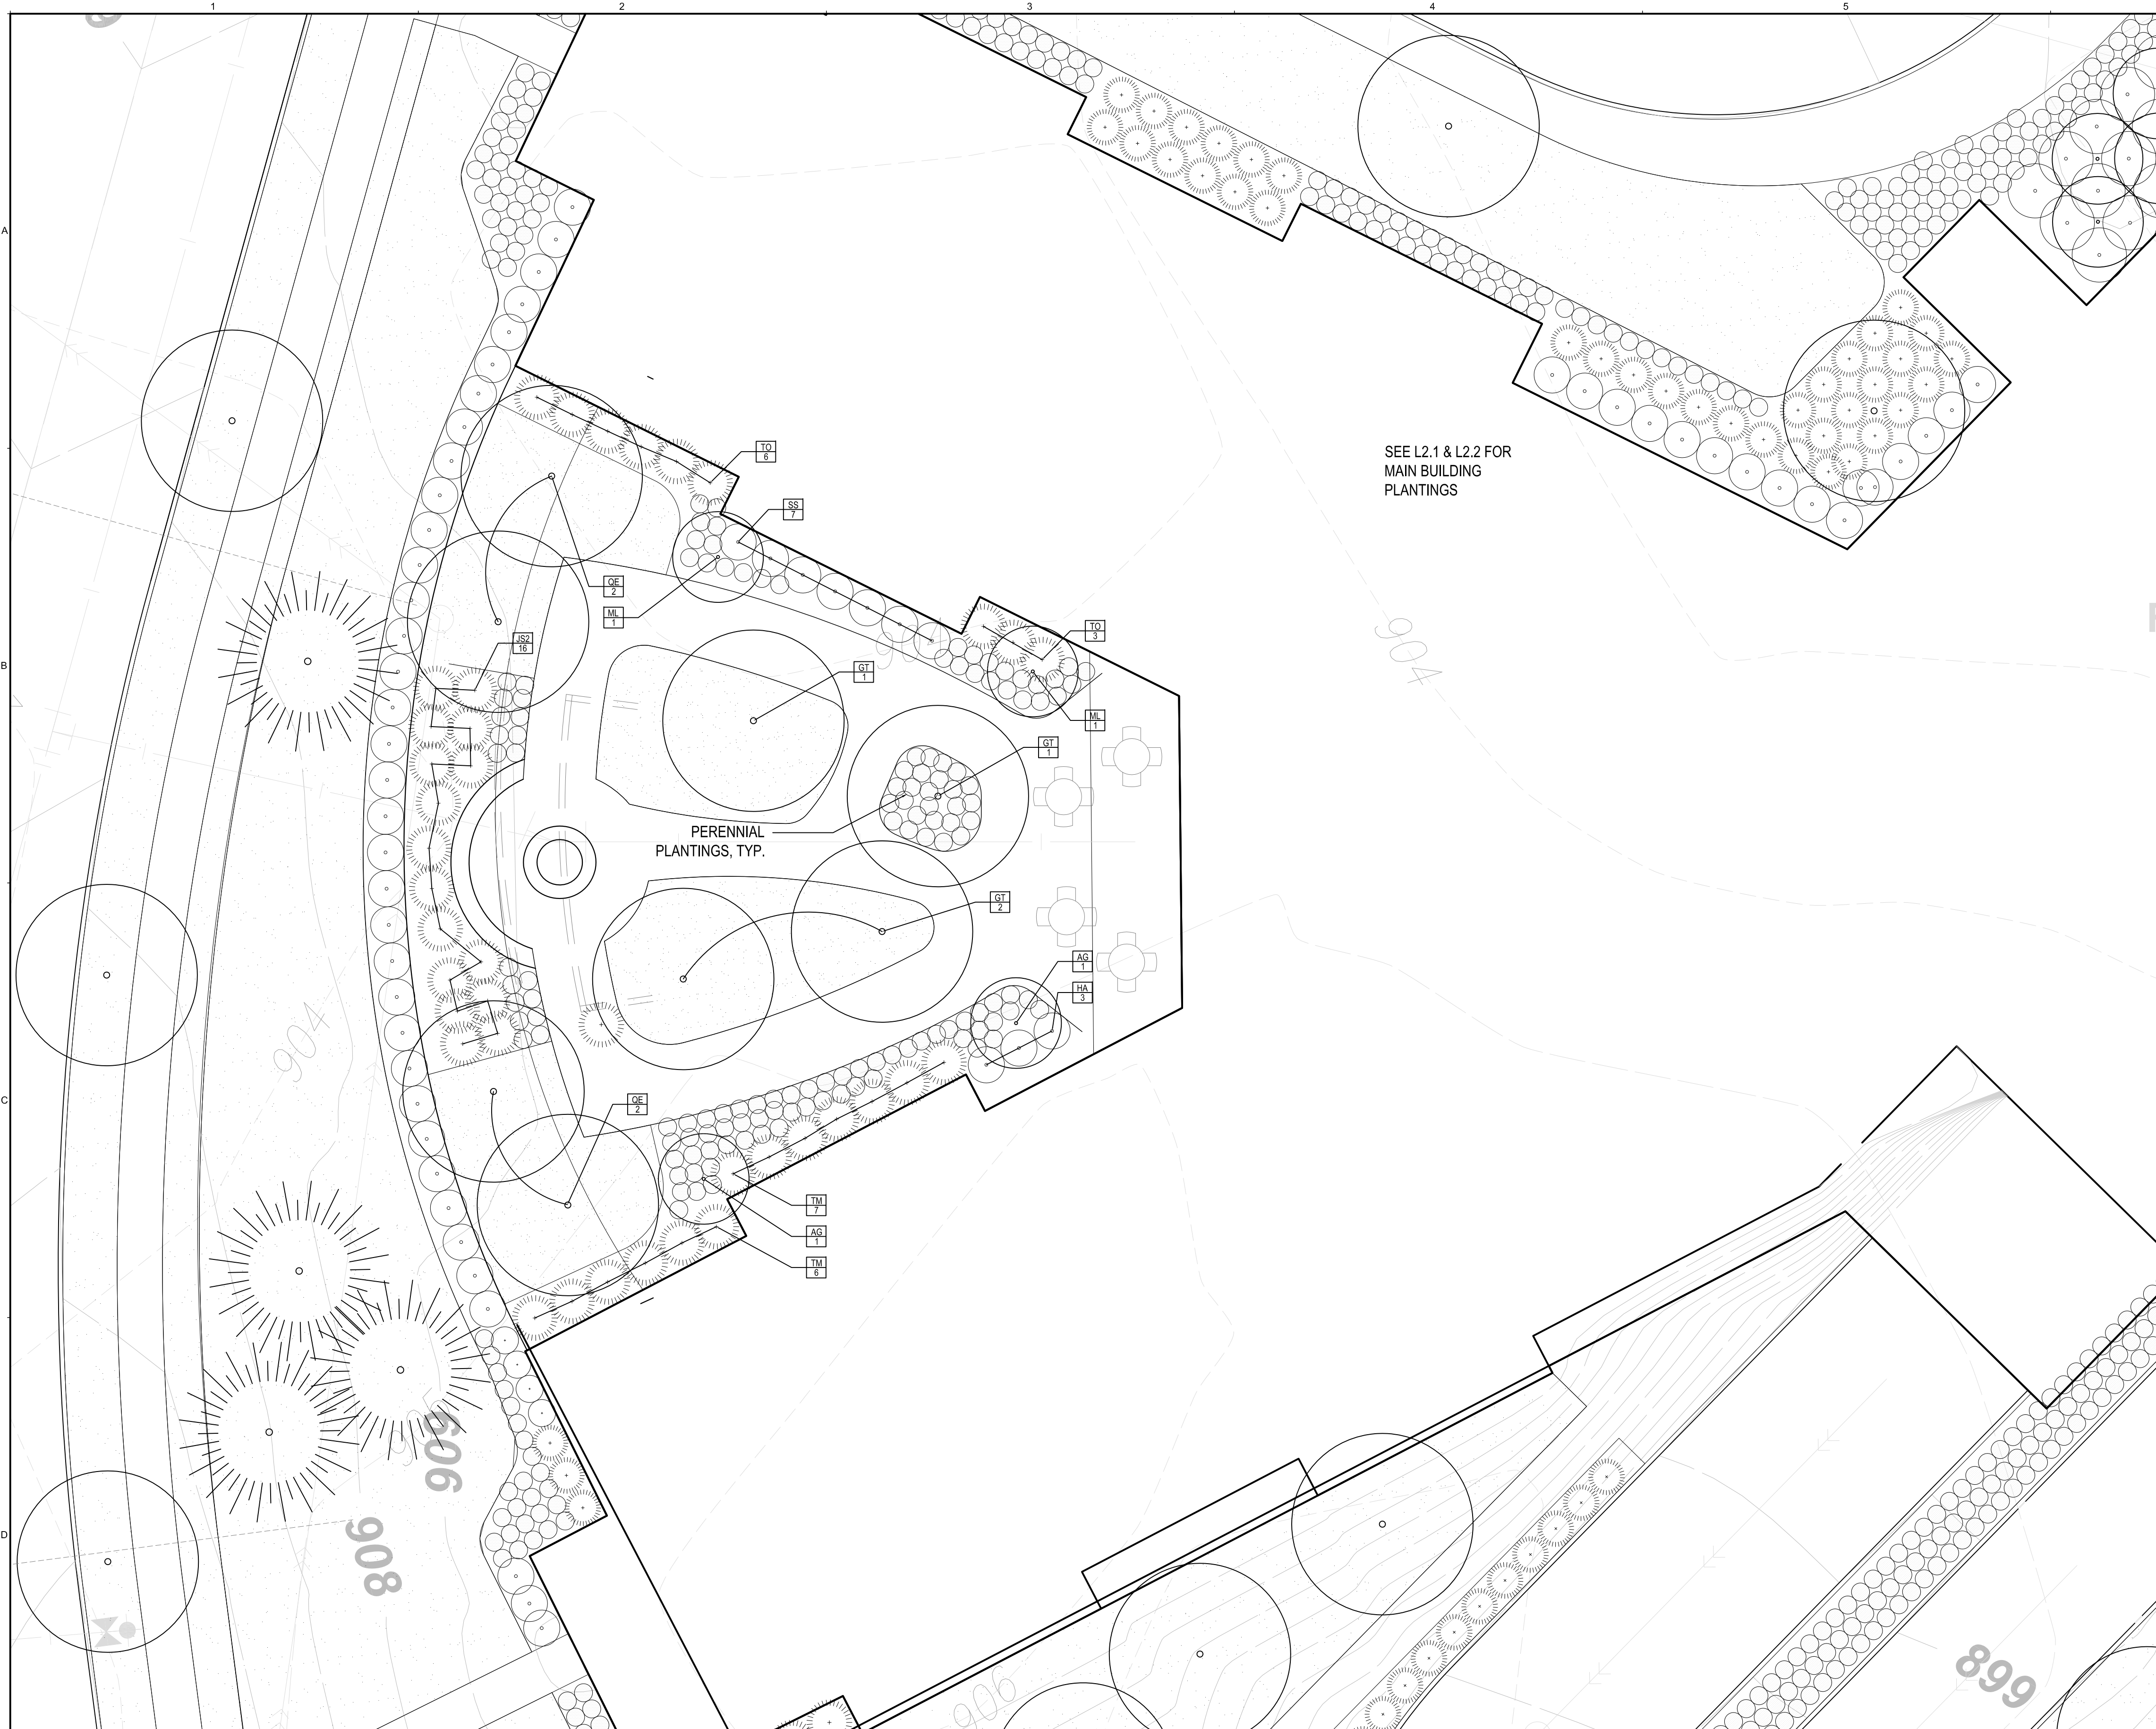 1
2
3
4
5
A
B
C
D
TO
6
SS
7
SEE L2.1 & L2.2 FOR
MAIN BUILDING
PLANTINGS
QE
2
ML
1
JS2
16
TO
3
GT
1
ML
1
GT
1
904
PERENNIAL
PLANTINGS, TYP.
GT
2
AG
1
HA
3
904
QE
2
TM
7
AG
1
TM
6
906
908
906
899